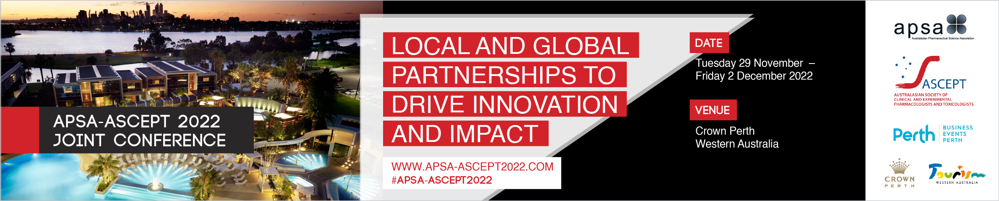 APSA-ASCEPT 2022
JOINT CONFERENCE
LOCAL AND GLOBAL
PARTNERSHIPS TO
DRIVE INNOVATION
AND IMPACT
WWW.APSA-ASCEPT2022.COM
#APSA-ASCEPT2022
DATE
Tuesday 29 November –
Friday 2 December 2022
VENUE
Crown Perth
Western Australia
apsa
Australasian Pharmaceutical Science Association
ASCEPT
AUSTRALASIAN SOCIETY OF
CLINICAL AND EXPERIMENTAL
PHARMACOLOGISTS AND TOXICOLOGISTS
Perth
BUSINESS
EVENTS
PERTH
CROWN
PERTH
Tourism
WESTERN AUSTRALIA